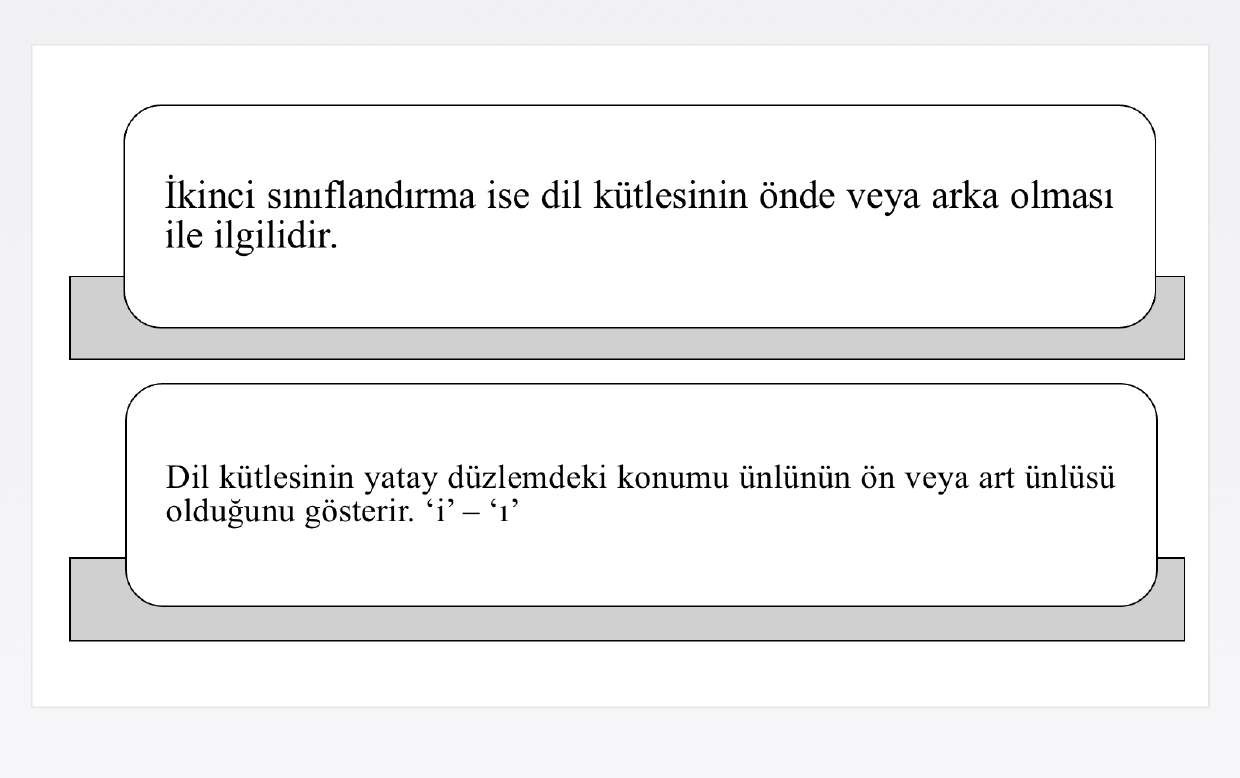 İkinci sınıflandırma ise dil kütlesinin önde veya arka olması
ile ilgilidir.
Dil kütlesinin yatay düzlemdeki konumu ünlünün ön veya art ünlüsü
olduğunu gösterir. ‘i’ – ‘ı’